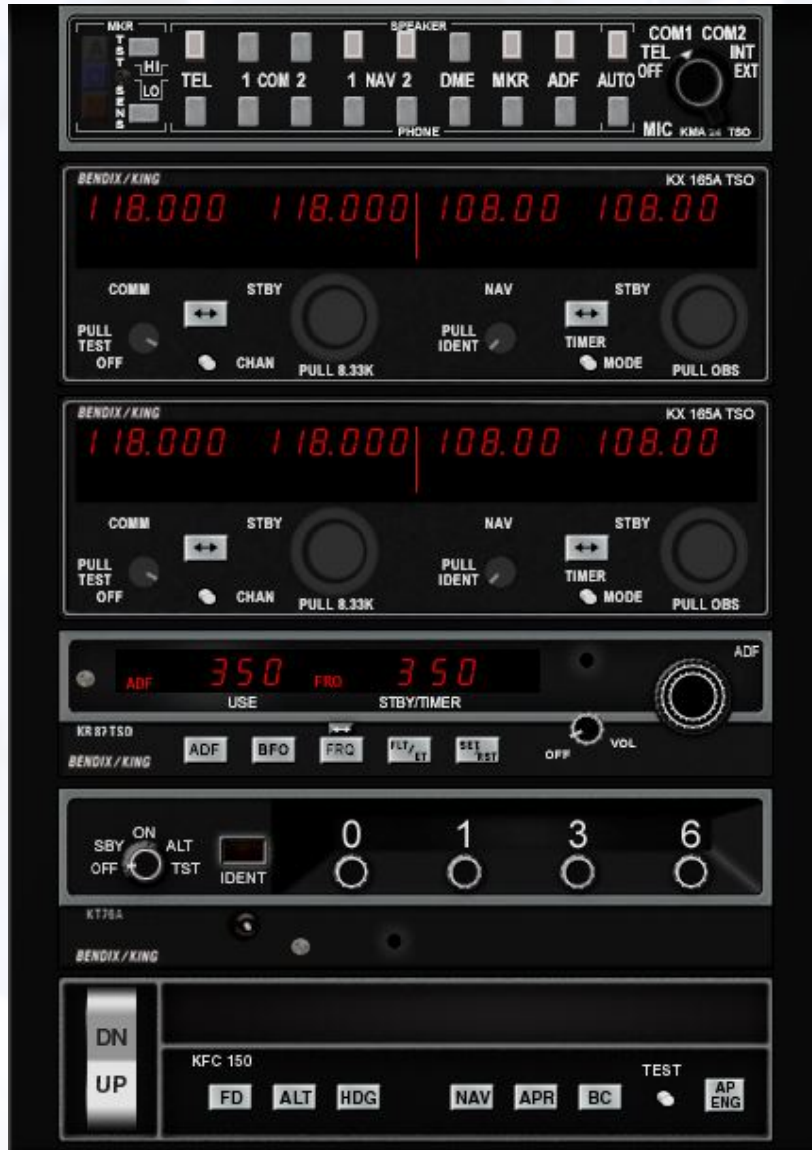 MKR
SPEAKER
COM1 COM2
TST
HI
TEL
INT
TEL 1 COM 2 1 NAV 2 DME MKR ADF AUTO
OFF
EXT
LO
SENS
PHONE
MIC KMA 24 TSO
BENDIX/KING
KX 165A TSO
118.000 118.000 108.00 108.00
COMM STBY NAV STBY
PULL TEST OFF
PULL IDENT
TIMER
CHAN
PULL 8.33K
MODE
PULL OBS
BENDIX/KING
KX 165A TSO
118.000 118.000 108.00 108.00
COMM STBY NAV STBY
PULL TEST OFF
PULL IDENT
TIMER
CHAN
PULL 8.33K
MODE
PULL OBS
ADF
ADF 350 FRQ 350
USE STBY/TIMER
KR 87 TSO
ADF BFO FRQ FLT/ET SET RST
OFF VOL
BENDIX/KING
0 1 3 6
SBY ON ALT
OFF TST
IDENT
KT76A
BENDIX/KING
DN
UP
KFC 150
TEST
FD ALT HDG NAV APR BC
AP ENG